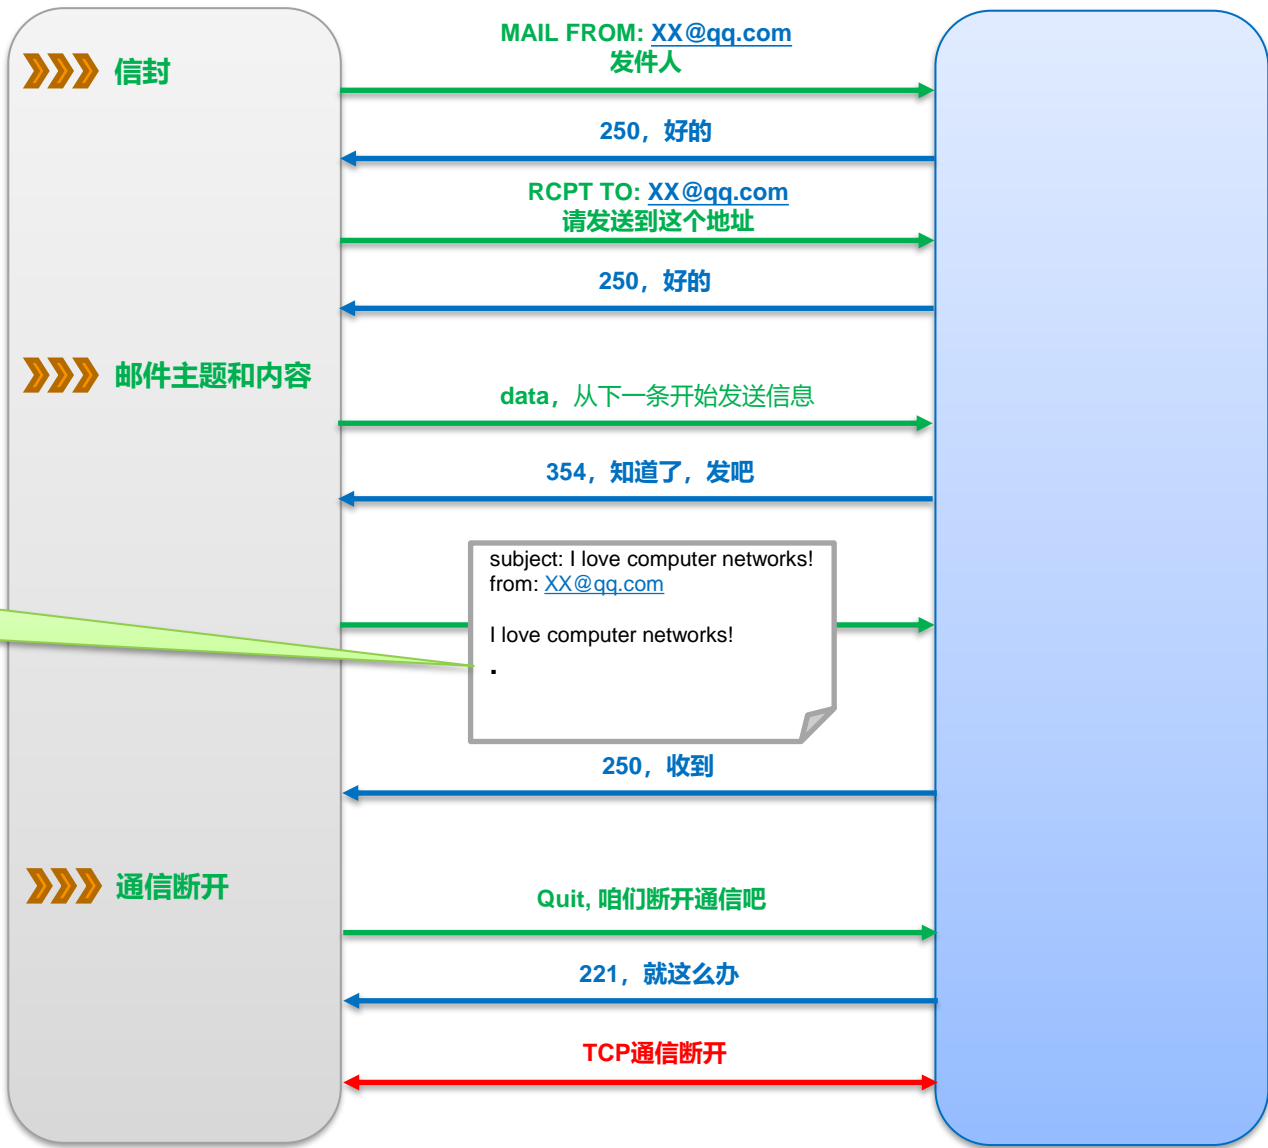 MAIL FROM: XX@qq.com
发件人
信封
250，好的
RCPT TO: XX@qq.com
请发送到这个地址
250，好的
邮件主题和内容
data，从下一条开始发送信息
354，知道了，发吧
subject: I love computer networks!
from: XX@qq.com
I love computer networks!
.
250，收到
通信断开
Quit, 咱们断开通信吧
221，就这么办
TCP通信断开